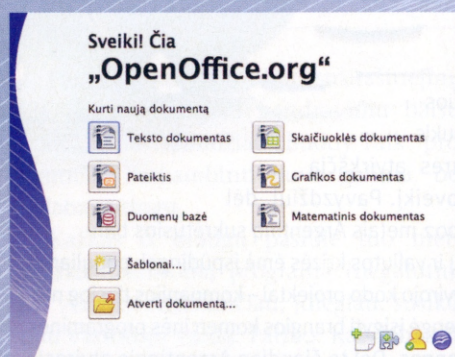 Sveiki! Čia
„OpenOffice.org“
Kurti naują dokumentą
Teksto dokumentas
Skaičiuoklės dokumentas
Pateiktis
Grafikos dokumentas
Duomenų bazė
Matematinis dokumentas
Šablonai...
Atverti dokumentą...